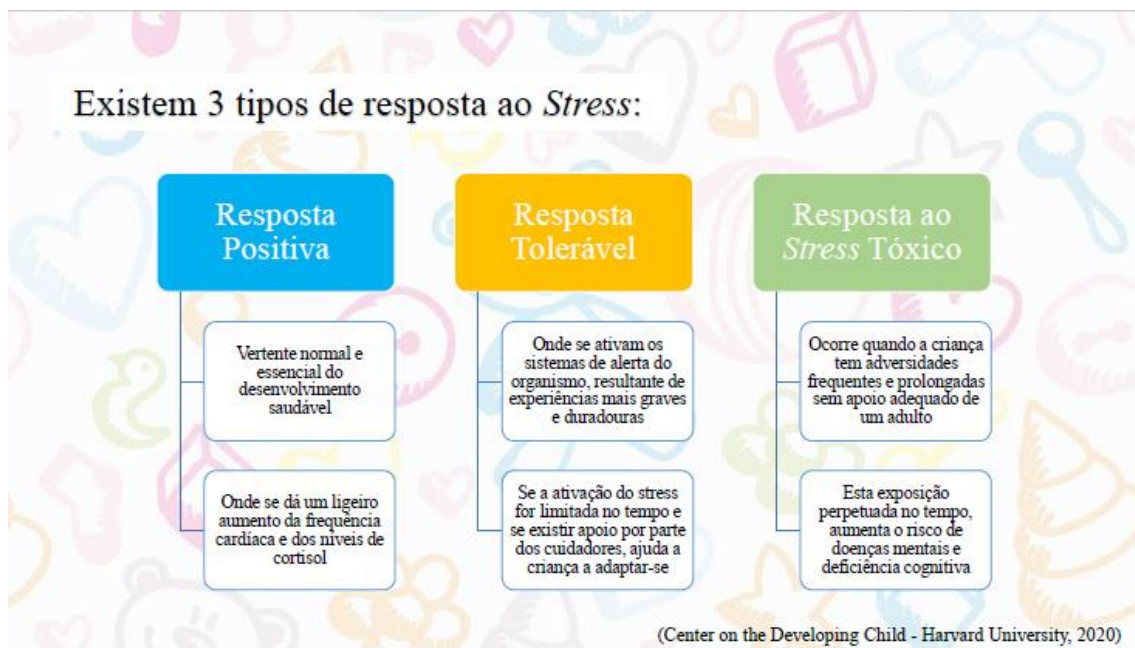 Existem 3 tipos de resposta ao Stress:
Resposta
Positiva
Vertente normal e
essencial do
desenvolvimento
saudável
Onde se dá um ligeiro
aumento da frequência
cardíaca e dos níveis de
cortisol
Resposta
Tolerável
Onde se ativam os
sistemas de alerta do
organismo, resultante de
experiências mais graves
e duradouras
Se a ativação do stress
for limitada no tempo e
se existir apoio por parte
dos cuidadores, ajuda a
criança a adaptar-se
Resposta ao
Stress Tóxico
Ocorre quando a criança
tem adversidades
frequentes e prolongadas
sem apoio adequado de
um adulto
Esta exposição
perpetuada no tempo,
aumenta o risco de
doenças mentais e
deficiência cognitiva
(Center on the Developing Child - Harvard University, 2020)